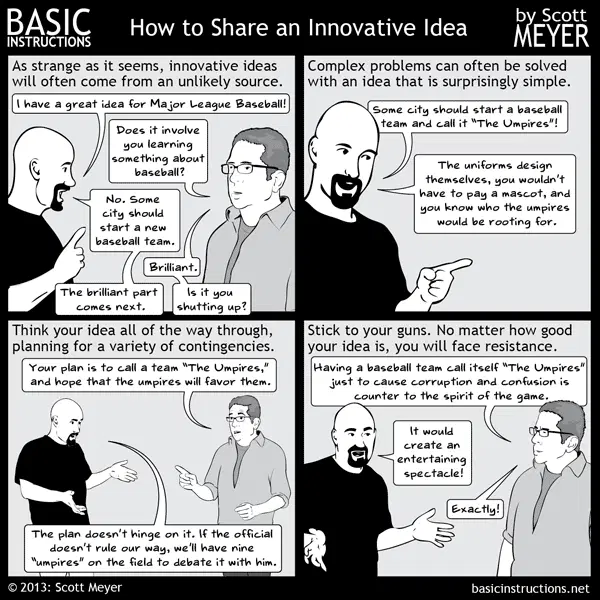 BASIC
INSTRUCTIONS
How to Share an Innovative Idea
by Scott
MEYER
As strange as it seems, innovative ideas
will often come from an unlikely source.
I have a great idea for Major League Baseball!
Does it involve
you learning
something about
baseball?
No. Some
city should
start a new
baseball team.
Brilliant.
The brilliant part
comes next.
Is it you
shutting up?
Complex problems can often be solved
with an idea that is surprisingly simple.
Some city should start a baseball
team and call it “The Umpires”!
The uniforms design
themselves, you wouldn't
have to pay a mascot, and
you know who the umpires
would be rooting for.
Think your idea all of the way through,
planning for a variety of contingencies.
Your plan is to call a team “The Umpires,”
and hope that the umpires will favor them.
The plan doesn't hinge on it. If the official
doesn't rule our way, we'll have nine
“umpires” on the field to debate it with him.
Stick to your guns. No matter how good
your idea is, you will face resistance.
Having a baseball team call itself “The Umpires”
just to cause corruption and confusion is
counter to the spirit of the game.
It would
create an
entertaining
spectacle!
Exactly!
© 2013: Scott Meyer
basicinstructions.net